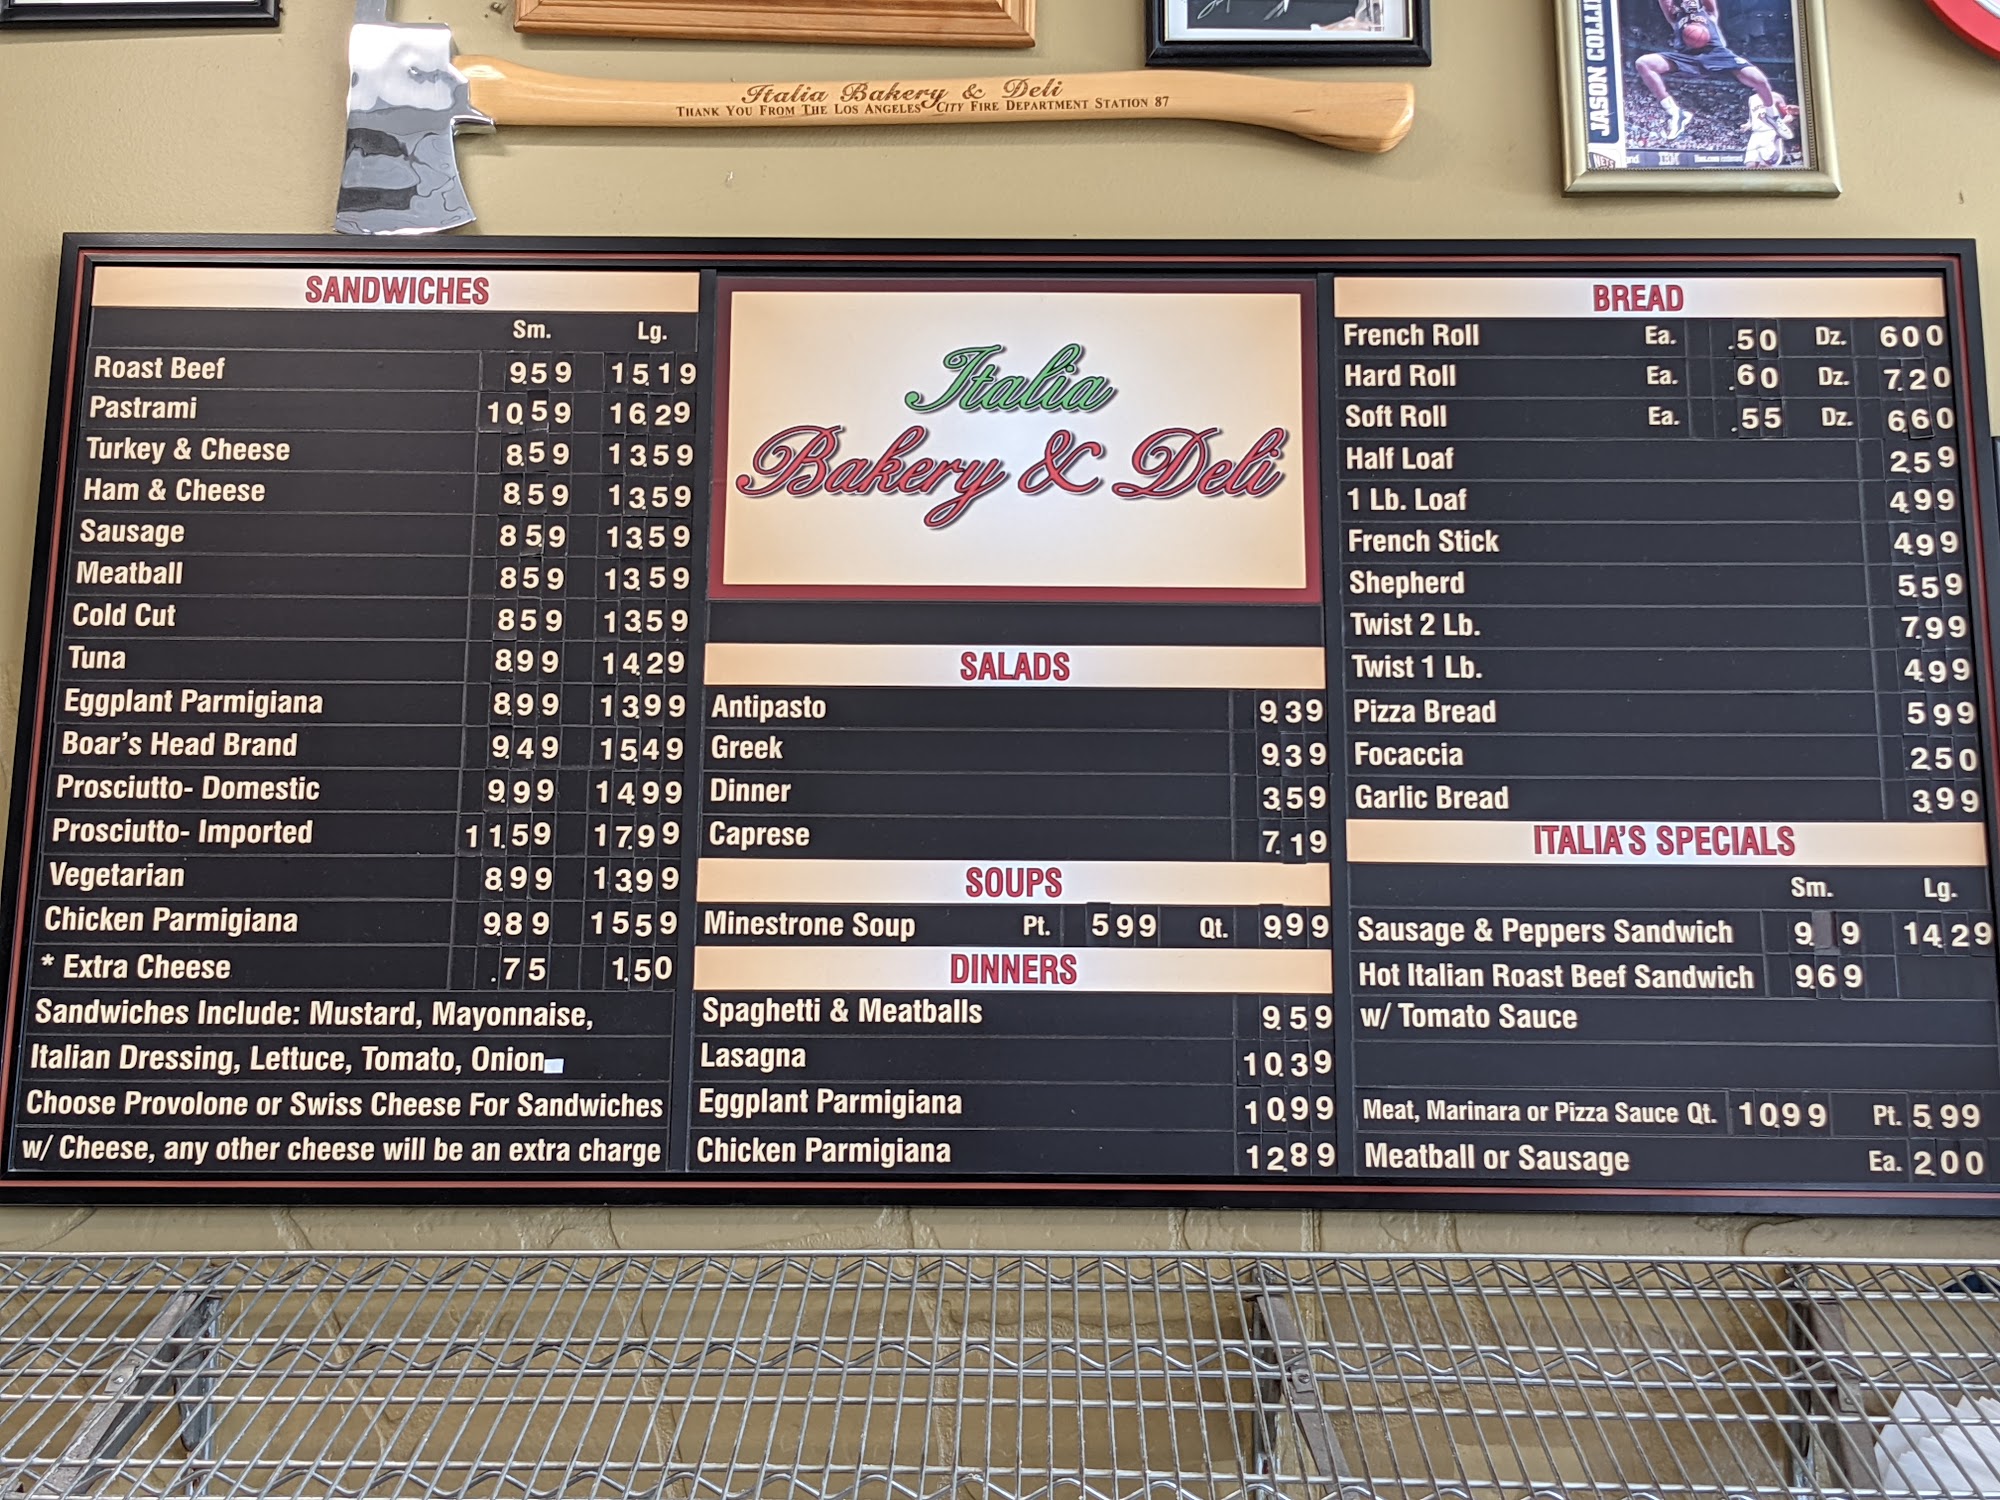 Italia Bakery & Deli
THANK YOU FROM THE LOS ANGELES CITY FIRE DEPARTMENT STATION 87
JASON COLLI
NETS
IBM
SANDWICHES
Sm. Lg.
Roast Beef 9.59 15.19
Pastrami 10.59 16.29
Turkey & Cheese 8.59 13.59
Ham & Cheese 8.59 13.59
Sausage 8.59 13.59
Meatball 8.59 13.59
Cold Cut 8.59 13.59
Tuna 8.99 14.29
Eggplant Parmigiana 8.99 13.99
Boar's Head Brand 9.49 15.49
Prosciutto- Domestic 9.99 14.99
Prosciutto- Imported 11.59 17.99
Vegetarian 8.99 13.99
Chicken Parmigiana 9.89 15.59
* Extra Cheese .75 1.50
Sandwiches Include: Mustard, Mayonnaise,
Italian Dressing, Lettuce, Tomato, Onion
Choose Provolone or Swiss Cheese For Sandwiches
w/ Cheese, any other cheese will be an extra charge
Italia
Bakery & Deli
SALADS
Antipasto 9.39
Greek 9.39
Dinner 3.59
Caprese 7.19
SOUPS
Minestrone Soup Pt. 5.99 Qt. 9.99
DINNERS
Spaghetti & Meatballs 9.59
Lasagna 10.39
Eggplant Parmigiana 10.99
Chicken Parmigiana 12.89
BREAD
French Roll Ea. .50 Dz. 6.00
Hard Roll Ea. .60 Dz. 7.20
Soft Roll Ea. .55 Dz. 6.60
Half Loaf 2.59
1 Lb. Loaf 4.99
French Stick 4.99
Shepherd 5.59
Twist 2 Lb. 7.99
Twist 1 Lb. 4.99
Pizza Bread 5.99
Focaccia 2.50
Garlic Bread 3.99
ITALIA'S SPECIALS
Sm. Lg.
Sausage & Peppers Sandwich 9. 9 14.29
Hot Italian Roast Beef Sandwich 9.69
w/ Tomato Sauce
Meat, Marinara or Pizza Sauce Qt. 10.99 Pt. 5.99
Meatball or Sausage Ea. 2.00